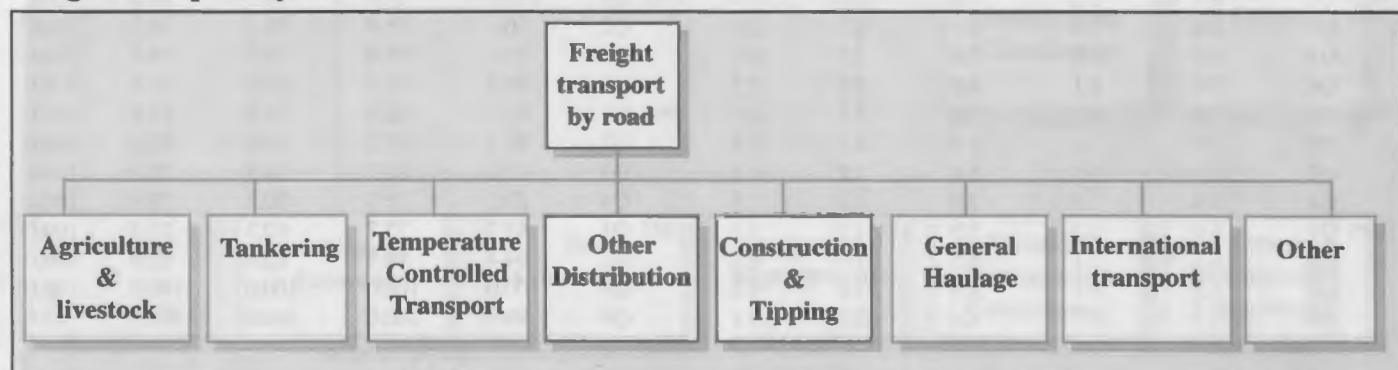 Freight
transport
by road
Agriculture
&
livestock
Tankering
Temperature
Controlled
Transport
Other
Distribution
Construction
&
Tipping
General
Haulage
International
transport
Other